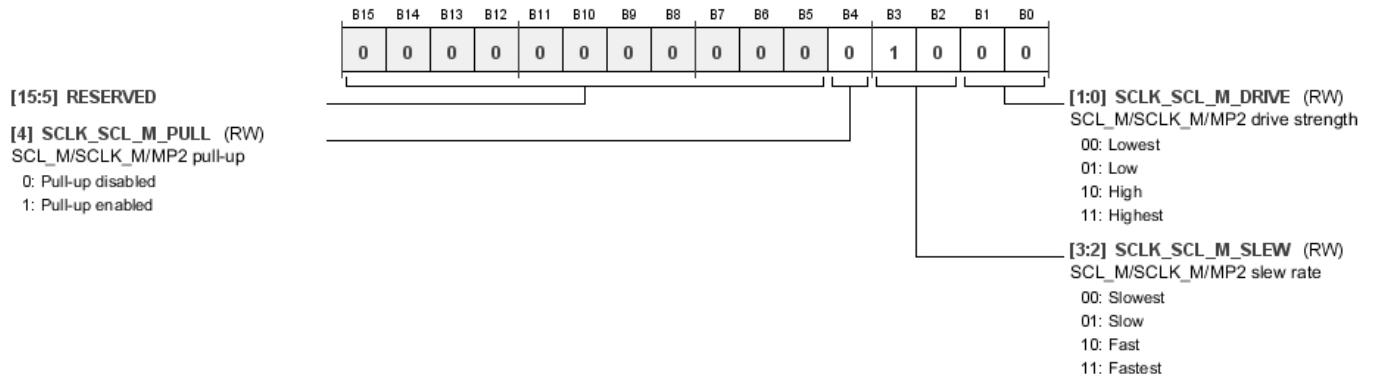 B15 B14 B13 B12 B11 B10 B9 B8 B7 B6 B5 B4 B3 B2 B1 B0
0 0 0 0 0 0 0 0 0 0 0 0 1 0 0 0
[15:5] RESERVED
[4] SCLK_SCL_M_PULL (RW)
SCL_M/SCLK_M/MP2 pull-up
0: Pull-up disabled
1: Pull-up enabled
[1:0] SCLK_SCL_M_DRIVE (RW)
SCL_M/SCLK_M/MP2 drive strength
00: Lowest
01: Low
10: High
11: Highest
[3:2] SCLK_SCL_M_SLEW (RW)
SCL_M/SCLK_M/MP2 slew rate
00: Slowest
01: Slow
10: Fast
11: Fastest